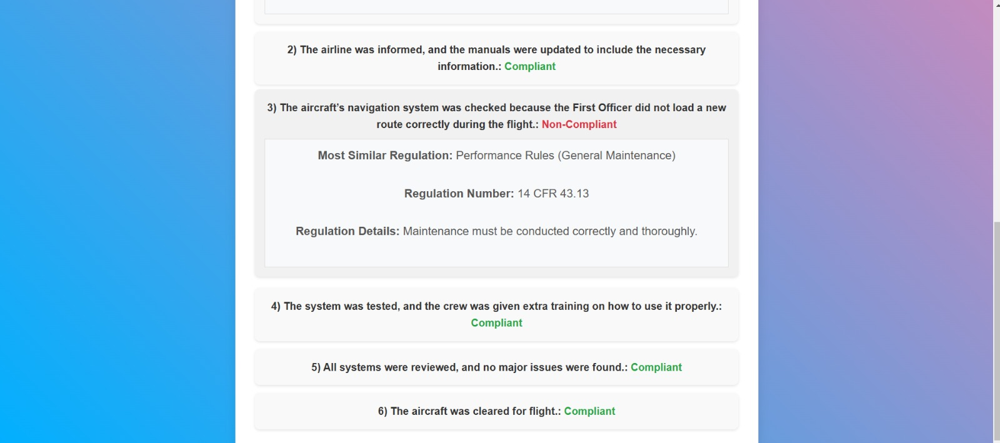 2) The airline was informed, and the manuals were updated to include the necessary
information.: Compliant
3) The aircraft’s navigation system was checked because the First Officer did not load a new
route correctly during the flight.: Non-Compliant
Most Similar Regulation: Performance Rules (General Maintenance)
Regulation Number: 14 CFR 43.13
Regulation Details: Maintenance must be conducted correctly and thoroughly.
4) The system was tested, and the crew was given extra training on how to use it properly.:
Compliant
5) All systems were reviewed, and no major issues were found.: Compliant
6) The aircraft was cleared for flight.: Compliant